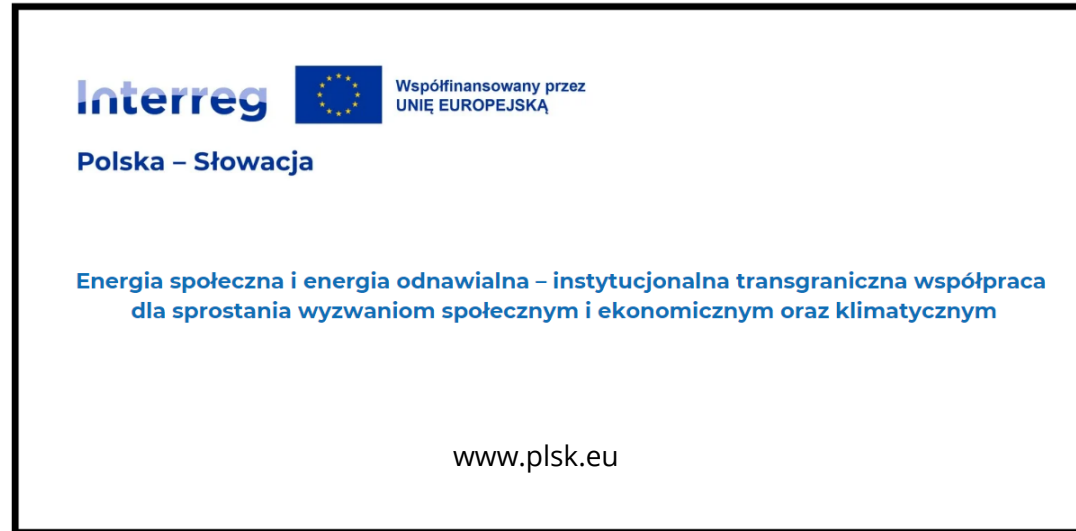 Interreg
Współfinansowany przez
UNIĘ EUROPEJSKĄ
Polska – Słowacja
Energia społeczna i energia odnawialna – instytucjonalna transgraniczna współpraca
dla sprostania wyzwaniom społecznym i ekonomicznym oraz klimatycznym
www.plsk.eu